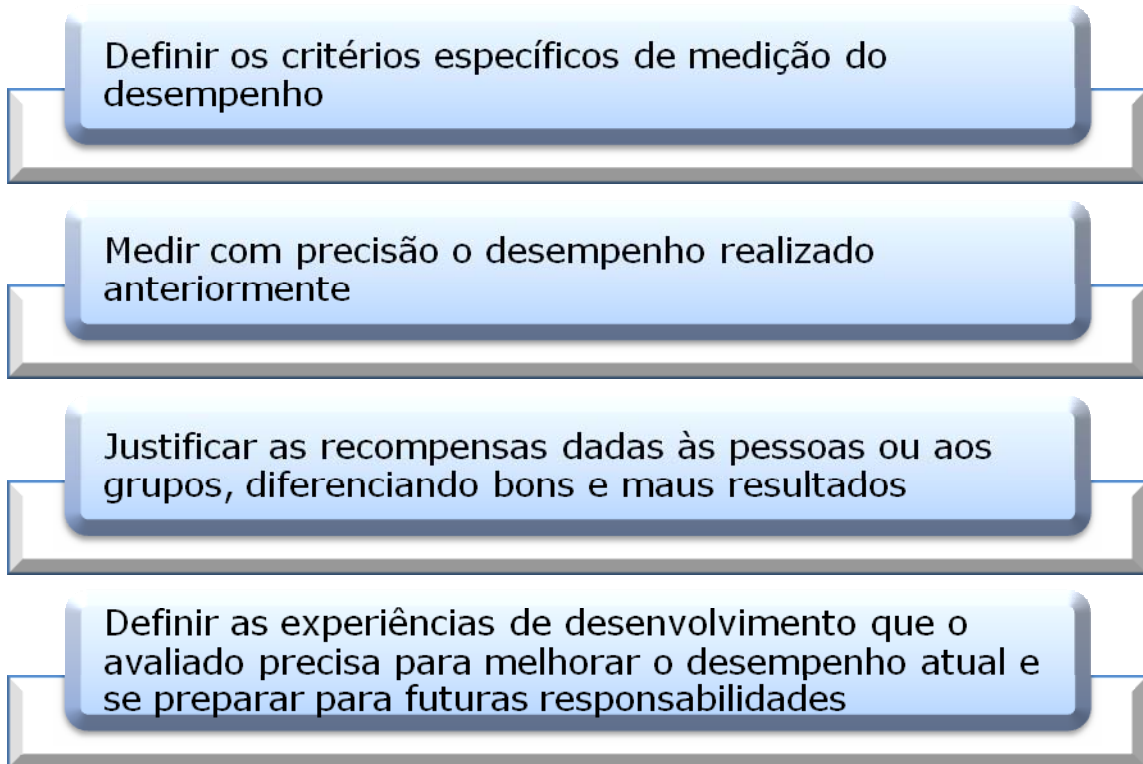 Definir os critérios específicos de medição do
desempenho
Medir com precisão o desempenho realizado
anteriormente
Justificar as recompensas dadas às pessoas ou aos
grupos, diferenciando bons e maus resultados
Definir as experiências de desenvolvimento que o
avaliado precisa para melhorar o desempenho atual e
se preparar para futuras responsabilidades